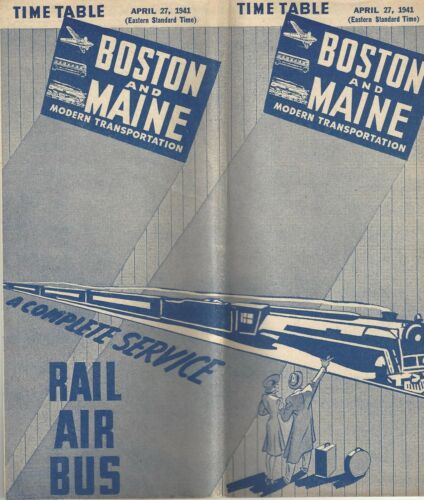 TIME TABLE
APRIL 27, 1941
(Eastern Standard Time)
BOSTON
AND
MAINE
MODERN TRANSPORTATION
TIME TABLE
APRIL 27, 1941
(Eastern Standard Time)
BOSTON
AND
MAINE
MODERN TRANSPORTATION
A COMPLETE SERVICE
RAIL
AIR
BUS